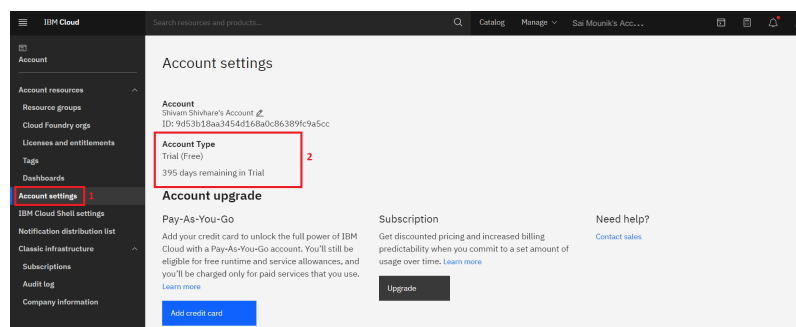 IBM Cloud
Search resources and products...
Catalog
Manage
Sai Mounik's Acc...
Account
Account resources
Resource groups
Cloud Foundry orgs
Licenses and entitlements
Tags
Dashboards
Account settings 1
IBM Cloud Shell settings
Notification distribution list
Classic infrastructure
Subscriptions
Audit log
Company information
Account settings
Account
Shivam Shivhare's Account
ID: 9d53b18aa3454d168a0c86389fc9a5cc
Account Type
Trial (Free)
2
395 days remaining in Trial
Account upgrade
Pay-As-You-Go
Add your credit card to unlock the full power of IBM
Cloud with a Pay-As-You-Go account. You'll still be
eligible for free runtime and service allowances, and
you'll be charged only for paid services that you use.
Learn more
Add credit card
Subscription
Get discounted pricing and increased billing
predictability when you commit to a set amount of
usage over time. Learn more
Upgrade
Need help?
Contact sales